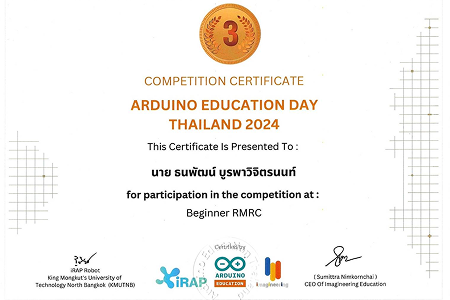 3
COMPETITION CERTIFICATE
ARDUINO EDUCATION DAY
THAILAND 2024
This Certificate Is Presented To :
นาย ธนพัฒน์ บูรพาวิจิตรนนท์
for participation in the competition at :
Beginner RMRC
Certified by
iRAP Robot
King Mongkut's University of
Technology North Bangkok (KMUTNB)
iRAP
ARDUINO
EDUCATION
Imagineering
( Sumittra Nimkornchai )
CEO Of Imagineering Education